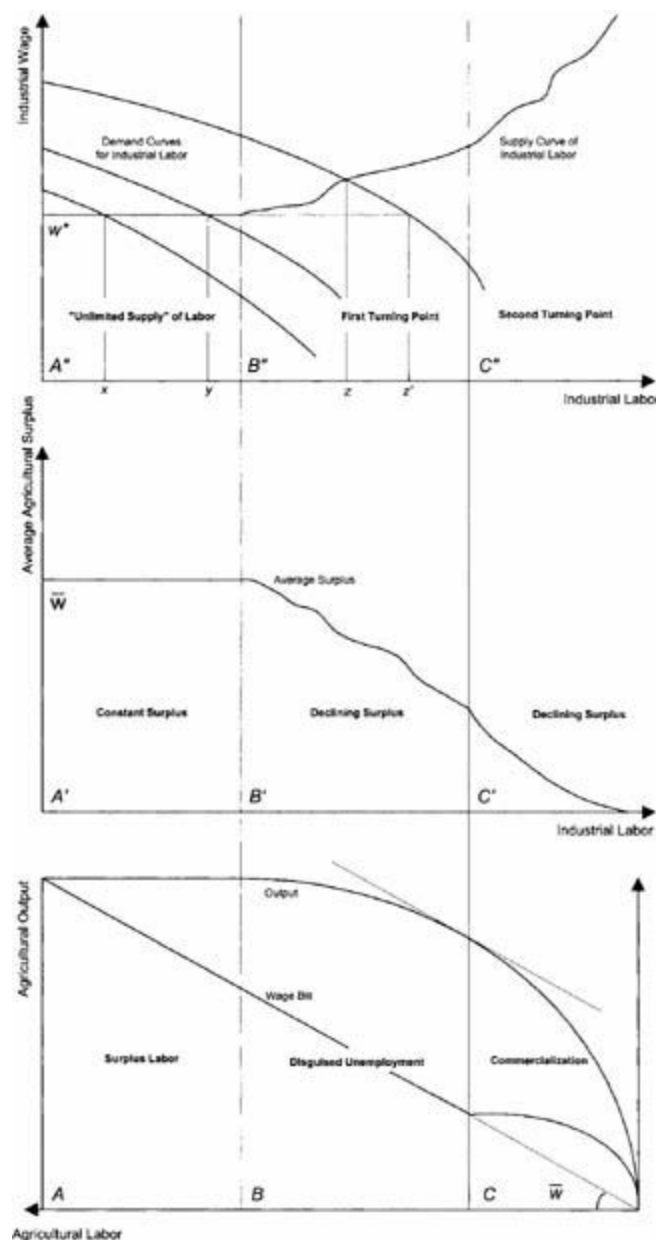 Industrial Wage
Demand Curves
for Industrial Labor
Supply Curve of
Industrial Labor
w*
"Unlimited Supply" of Labor
First Turning Point
Second Turning Point
A"
B"
C"
x
y
z
z'
Industrial Labor
Average Agricultural Surplus
Average Surplus
W
Constant Surplus
Declining Surplus
Declining Surplus
A'
B'
C'
Industrial Labor
Agricultural Output
Output
Wage Bill
Surplus Labor
Disguised Unemployment
Commercialization
A
B
C
w̅
Agricultural Labor